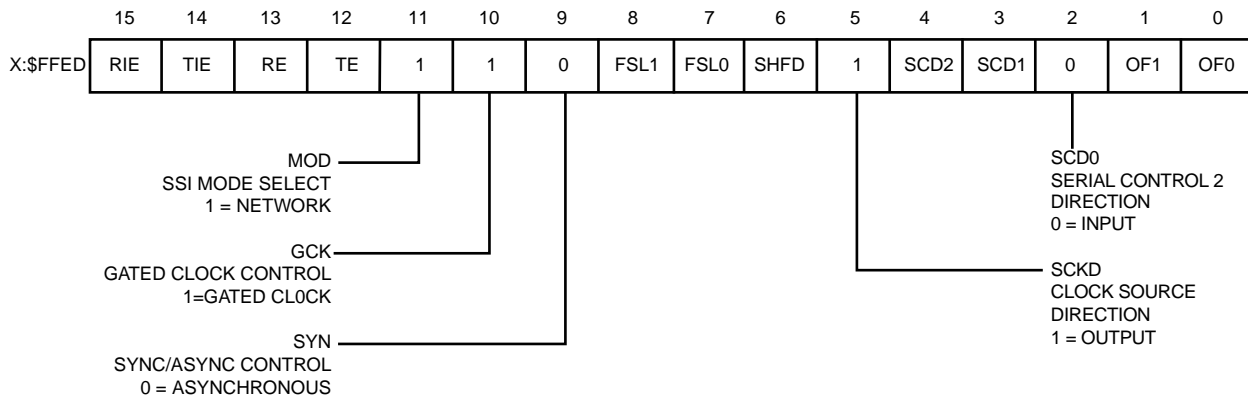 15 14 13 12 11 10 9 8 7 6 5 4 3 2 1 0
X:$FFED RIE TIE RE TE 1 1 0 FSL1 FSL0 SHFD 1 SCD2 SCD1 0 OF1 OF0
MOD
SSI MODE SELECT
1 = NETWORK
GCK
GATED CLOCK CONTROL
1=GATED CL0CK
SYN
SYNC/ASYNC CONTROL
0 = ASYNCHRONOUS
SCD0
SERIAL CONTROL 2
DIRECTION
0 = INPUT
SCKD
CLOCK SOURCE
DIRECTION
1 = OUTPUT